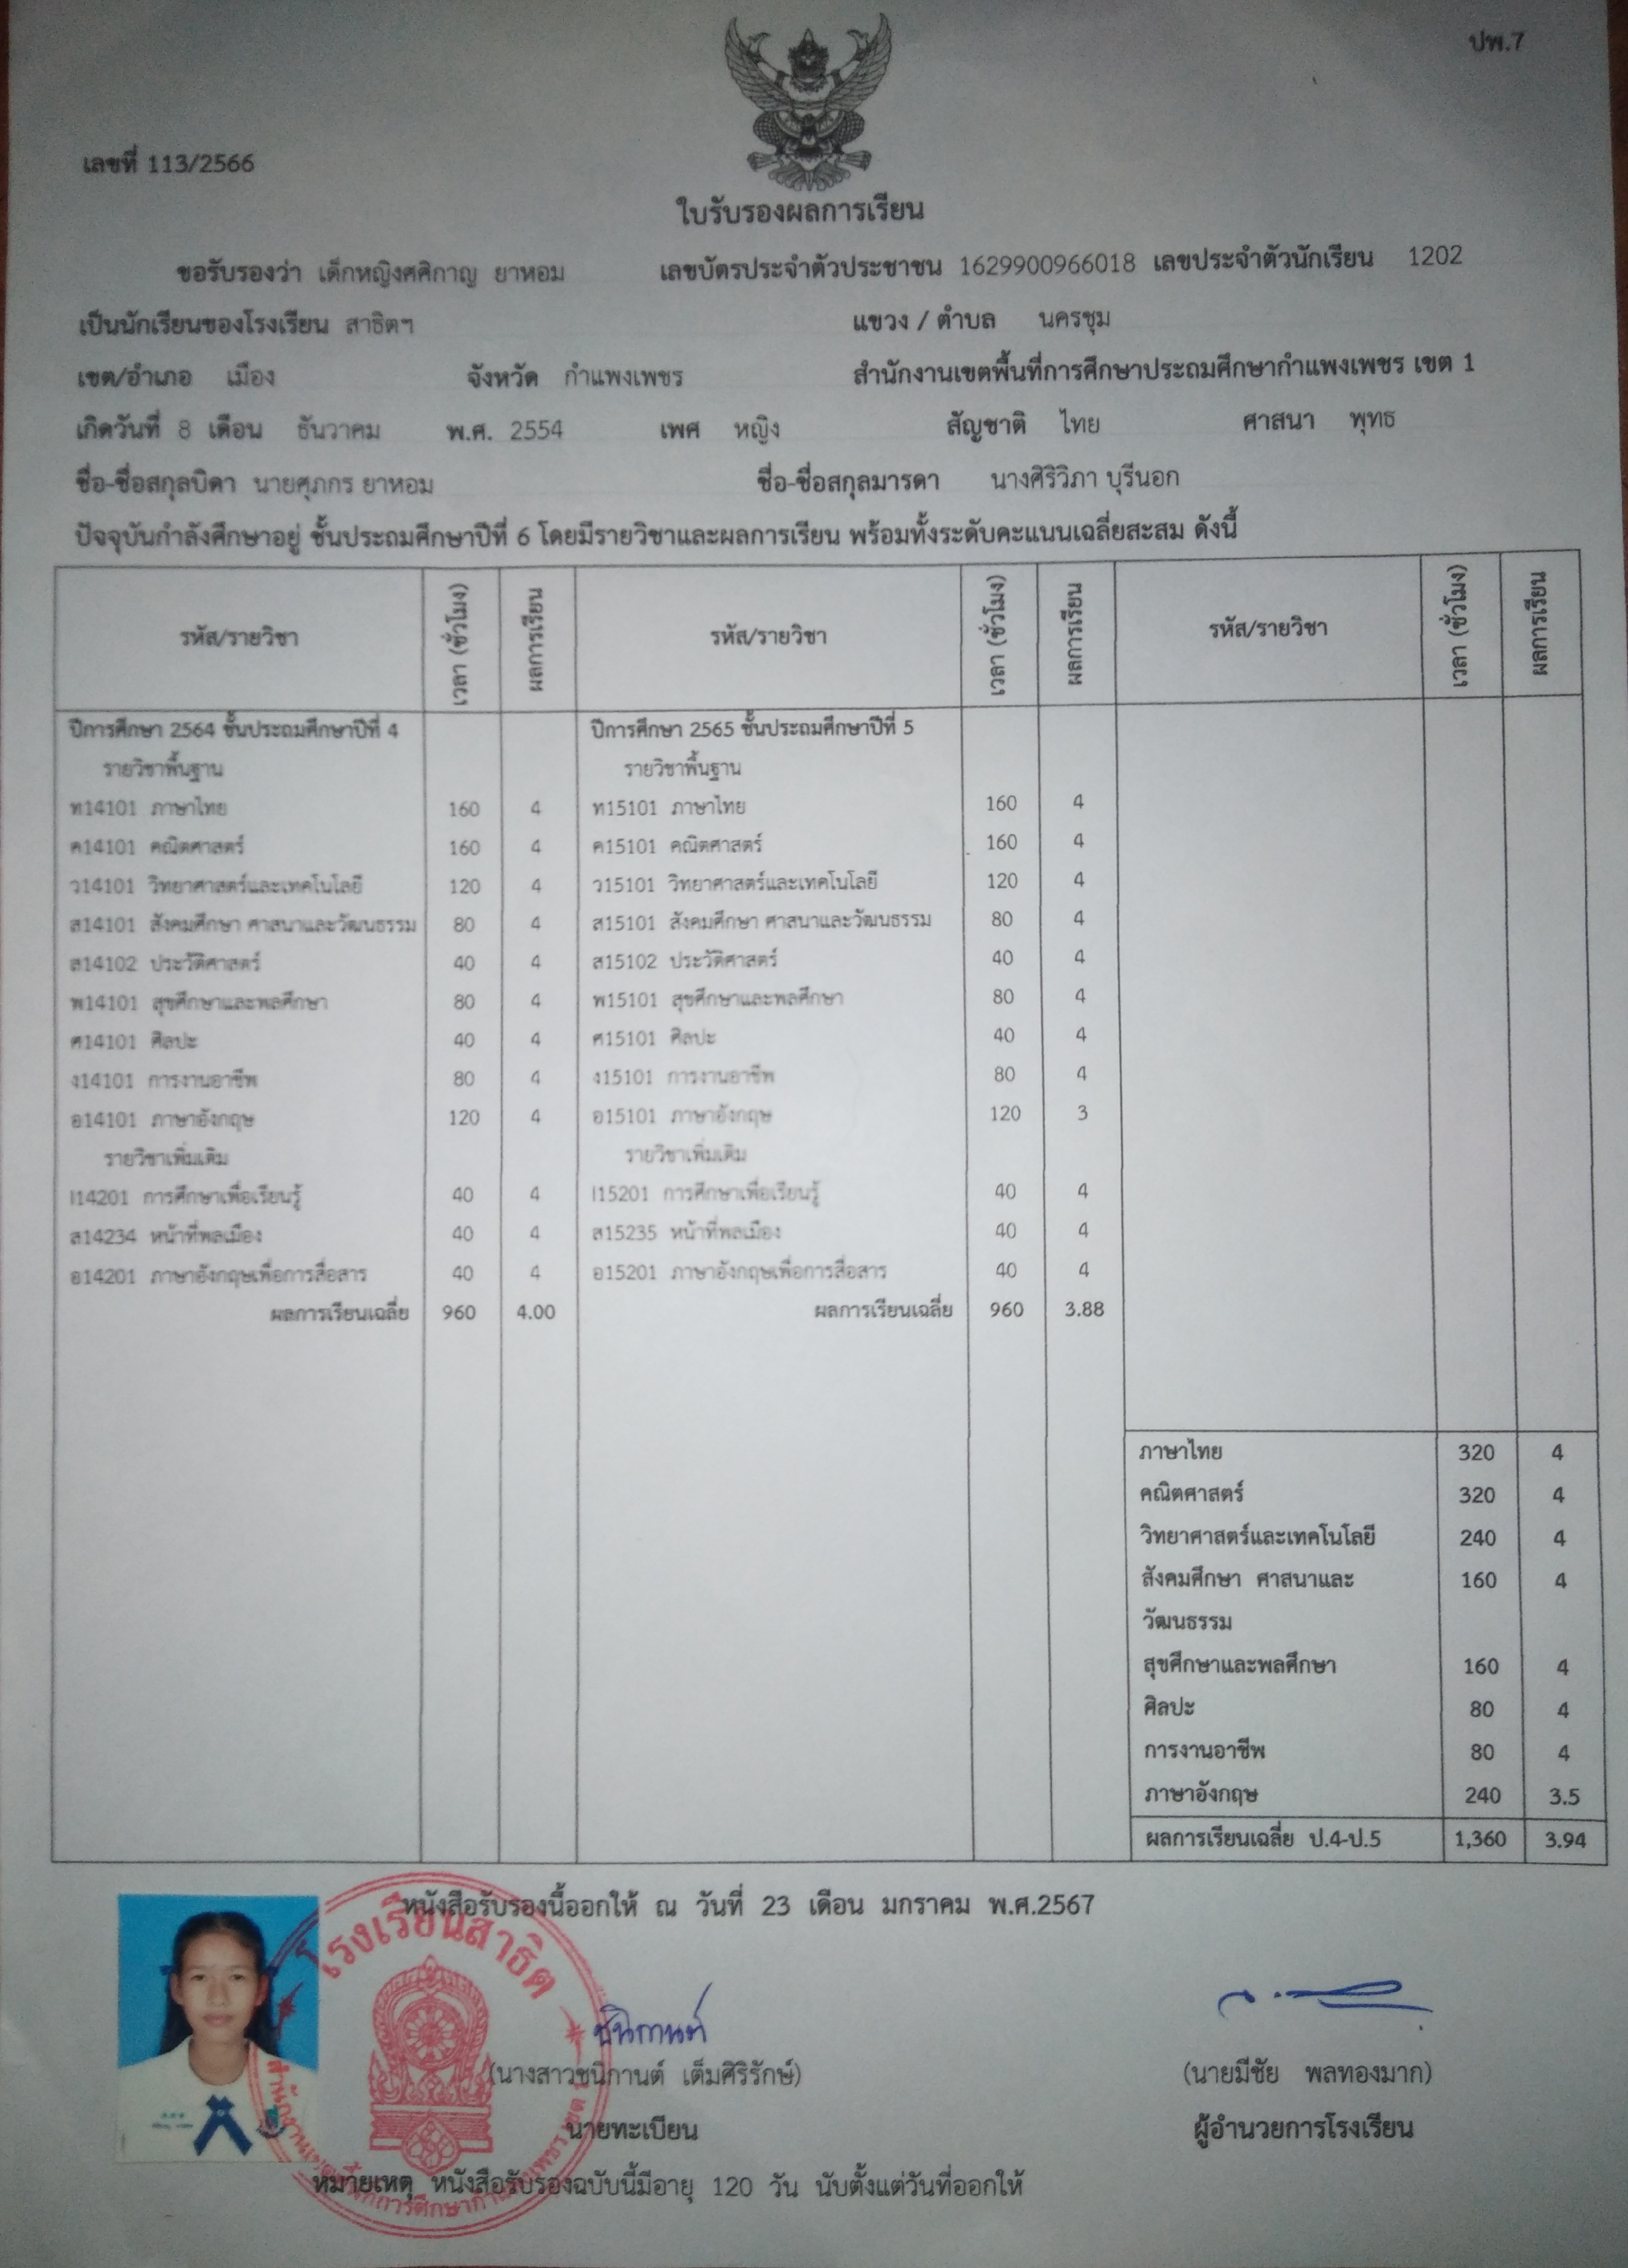 ปพ.7
เลขที่ 113/2566
ใบรับรองผลการเรียน
ขอรับรองว่า เด็กหญิงศศิกาญ ยาหอม เลขบัตรประจำตัวประชาชน 1629900966018 เลขประจำตัวนักเรียน 1202
เป็นนักเรียนของโรงเรียน สาธิตฯ แขวง / ตำบล นครชุม
เขต/อำเภอ เมือง จังหวัด กำแพงเพชร สำนักงานเขตพื้นที่การศึกษาประถมศึกษากำแพงเพชร เขต 1
เกิดวันที่ 8 เดือน ธันวาคม พ.ศ. 2554 เพศ หญิง สัญชาติ ไทย ศาสนา พุทธ
ชื่อ-ชื่อสกุลบิดา นายศุภกร ยาหอม ชื่อ-ชื่อสกุลมารดา นางศิริวิภา บุรีนอก
ปัจจุบันกำลังศึกษาอยู่ ชั้นประถมศึกษาปีที่ 6 โดยมีรายวิชาและผลการเรียน พร้อมทั้งระดับคะแนนเฉลี่ยสะสม ดังนี้
รหัส/รายวิชา เวลา (ชั่วโมง) ผลการเรียน รหัส/รายวิชา เวลา (ชั่วโมง) ผลการเรียน รหัส/รายวิชา เวลา (ชั่วโมง) ผลการเรียน
ปีการศึกษา 2564 ชั้นประถมศึกษาปีที่ 4 ปีการศึกษา 2565 ชั้นประถมศึกษาปีที่ 5
รายวิชาพื้นฐาน รายวิชาพื้นฐาน
ท14101 ภาษาไทย 160 4 ท15101 ภาษาไทย 160 4
ค14101 คณิตศาสตร์ 160 4 ค15101 คณิตศาสตร์ 160 4
ว14101 วิทยาศาสตร์และเทคโนโลยี 120 4 ว15101 วิทยาศาสตร์และเทคโนโลยี 120 4
ส14101 สังคมศึกษา ศาสนาและวัฒนธรรม 80 4 ส15101 สังคมศึกษา ศาสนาและวัฒนธรรม 80 4
ส14102 ประวัติศาสตร์ 40 4 ส15102 ประวัติศาสตร์ 40 4
พ14101 สุขศึกษาและพลศึกษา 80 4 พ15101 สุขศึกษาและพลศึกษา 80 4
ศ14101 ศิลปะ 40 4 ศ15101 ศิลปะ 40 4
ง14101 การงานอาชีพ 80 4 ง15101 การงานอาชีพ 80 4
อ14101 ภาษาอังกฤษ 120 4 อ15101 ภาษาอังกฤษ 120 3
รายวิชาเพิ่มเติม รายวิชาเพิ่มเติม
I14201 การศึกษาเพื่อเรียนรู้ 40 4 I15201 การศึกษาเพื่อเรียนรู้ 40 4
ส14234 หน้าที่พลเมือง 40 4 ส15235 หน้าที่พลเมือง 40 4
อ14201 ภาษาอังกฤษเพื่อการสื่อสาร 40 4 อ15201 ภาษาอังกฤษเพื่อการสื่อสาร 40 4
ผลการเรียนเฉลี่ย 960 4.00 ผลการเรียนเฉลี่ย 960 3.88
ภาษาไทย 320 4
คณิตศาสตร์ 320 4
วิทยาศาสตร์และเทคโนโลยี 240 4
สังคมศึกษา ศาสนาและ 160 4
วัฒนธรรม
สุขศึกษาและพลศึกษา 160 4
ศิลปะ 80 4
การงานอาชีพ 80 4
ภาษาอังกฤษ 240 3.5
ผลการเรียนเฉลี่ย ป.4-ป.5 1,360 3.94
หนังสือรับรองนี้ออกให้ ณ วันที่ 23 เดือน มกราคม พ.ศ.2567
โรงเรียนสาธิต
ชนิกานต์
(นางสาวชนิกานต์ เต็มศิริรักษ์) (นายมีชัย พลทองมาก)
นายทะเบียน ผู้อำนวยการโรงเรียน
หมายเหตุ หนังสือรับรองฉบับนี้มีอายุ 120 วัน นับตั้งแต่วันที่ออกให้